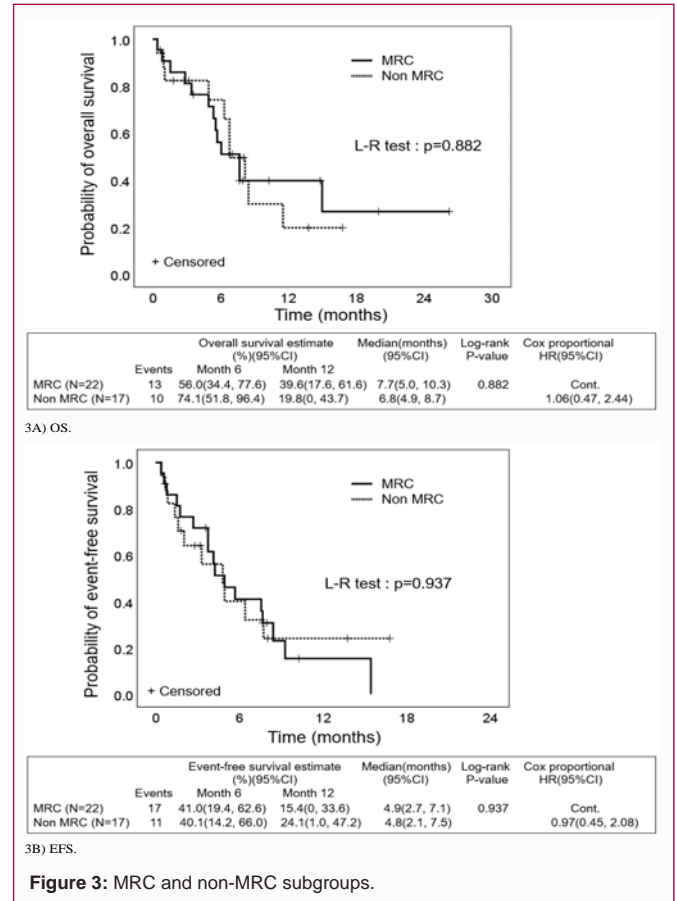 Probability of overall survival
1.0
0.8
0.6
0.4
0.2
0.0
MRC
Non MRC
L-R test : p=0.882
+ Censored
0 6 12 18 24 30
Time (months)
Overall survival estimate Median(months) Log-rank Cox proportional
(%)(95%CI) (95%CI) P-value HR(95%CI)
Events Month 6 Month 12
MRC (N=22) 13 56.0(34.4, 77.6) 39.6(17.6, 61.6) 7.7(5.0, 10.3) 0.882 Cont.
Non MRC (N=17) 10 74.1(51.8, 96.4) 19.8(0, 43.7) 6.8(4.9, 8.7) 1.06(0.47, 2.44)
3A) OS.
Probability of event-free survival
1.0
0.8
0.6
0.4
0.2
0.0
MRC
Non MRC
L-R test : p=0.937
+ Censored
0 6 12 18 24
Time (months)
Event-free survival estimate Median(months) Log-rank Cox proportional
(%)(95%CI) (95%CI) P-value HR(95%CI)
Events Month 6 Month 12
MRC (N=22) 17 41.0(19.4, 62.6) 15.4(0, 33.6) 4.9(2.7, 7.1) 0.937 Cont.
Non MRC (N=17) 11 40.1(14.2, 66.0) 24.1(1.0, 47.2) 4.8(2.1, 7.5) 0.97(0.45, 2.08)
3B) EFS.
Figure 3: MRC and non-MRC subgroups.